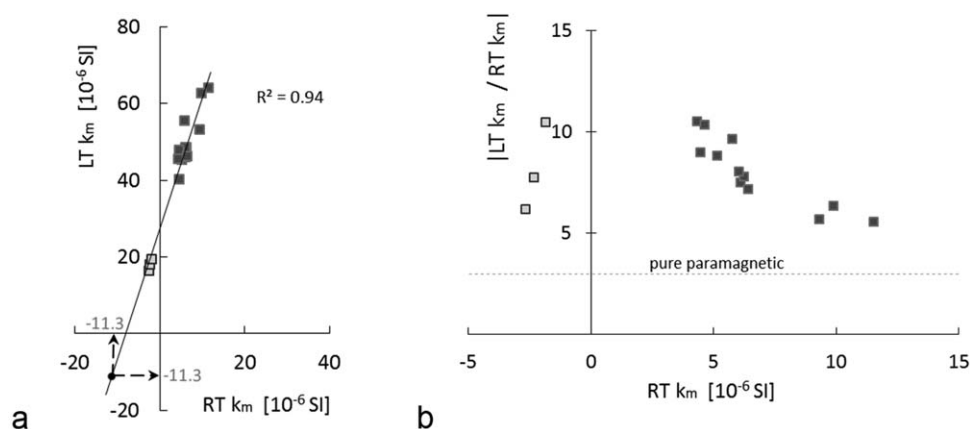 LT km [10-6 SI]
80
60
40
20
-20
R² = 0.94
-11.3
-11.3
-20
20
40
RT km [10-6 SI]
a
|LT km / RT km|
15
10
5
pure paramagnetic
-5
0
5
10
15
RT km [10-6 SI]
b